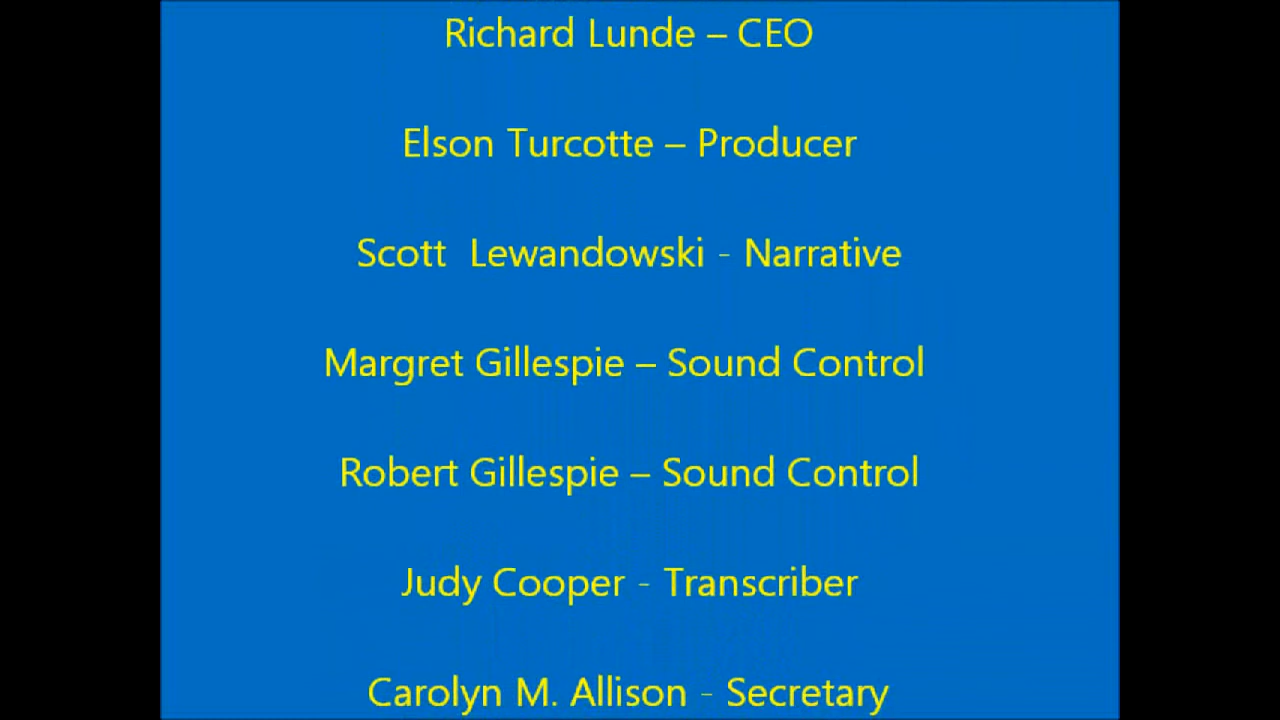 Richard Lunde – CEO
Elson Turcotte – Producer
Scott  Lewandowski - Narrative
Margret Gillespie – Sound Control
Robert Gillespie – Sound Control
Judy Cooper - Transcriber
Carolyn M. Allison - Secretary